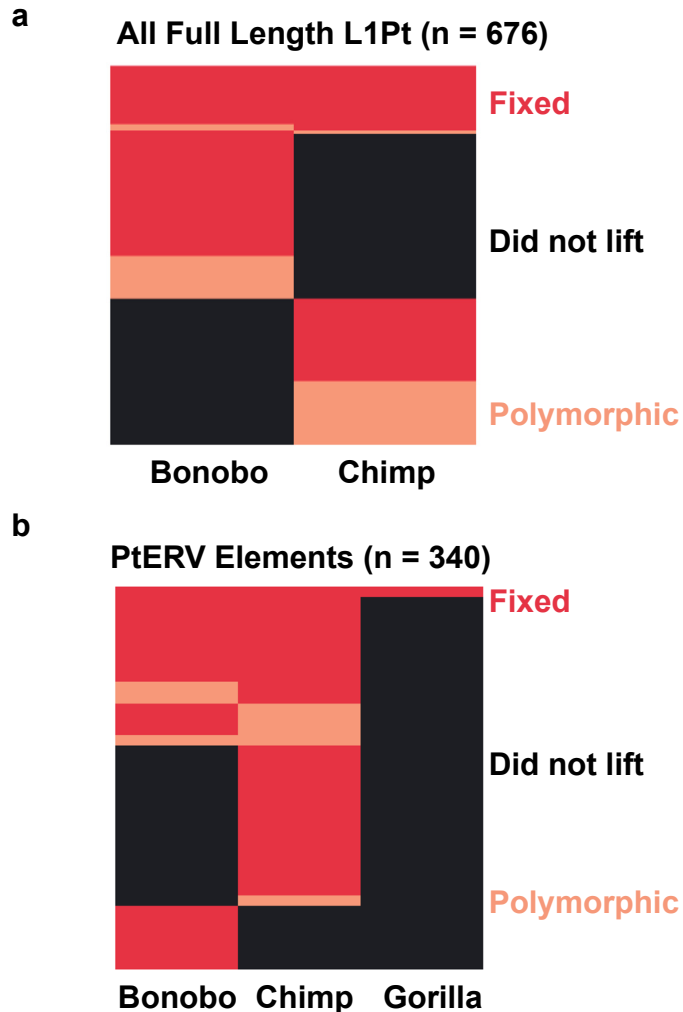 a
All Full Length L1Pt (n = 676)
Fixed
Did not lift
Polymorphic
Bonobo Chimp
b
PtERV Elements (n = 340)
Fixed
Did not lift
Polymorphic
Bonobo Chimp Gorilla